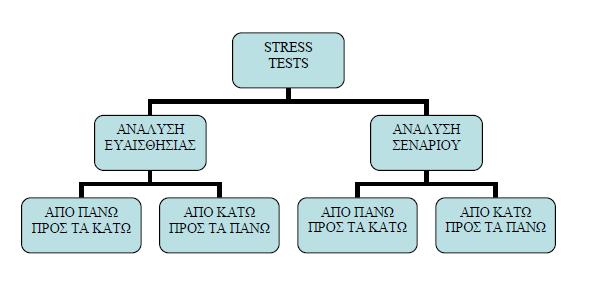 STRESS
TESTS
ΑΝΑΛΥΣΗ
ΕΥΑΙΣΘΗΣΙΑΣ
ΑΝΑΛΥΣΗ
ΣΕΝΑΡΙΟΥ
ΑΠΟ ΠΑΝΩ
ΠΡΟΣ ΤΑ ΚΑΤΩ
ΑΠΟ ΚΑΤΩ
ΠΡΟΣ ΤΑ ΠΑΝΩ
ΑΠΟ ΠΑΝΩ
ΠΡΟΣ ΤΑ ΚΑΤΩ
ΑΠΟ ΚΑΤΩ
ΠΡΟΣ ΤΑ ΠΑΝΩ